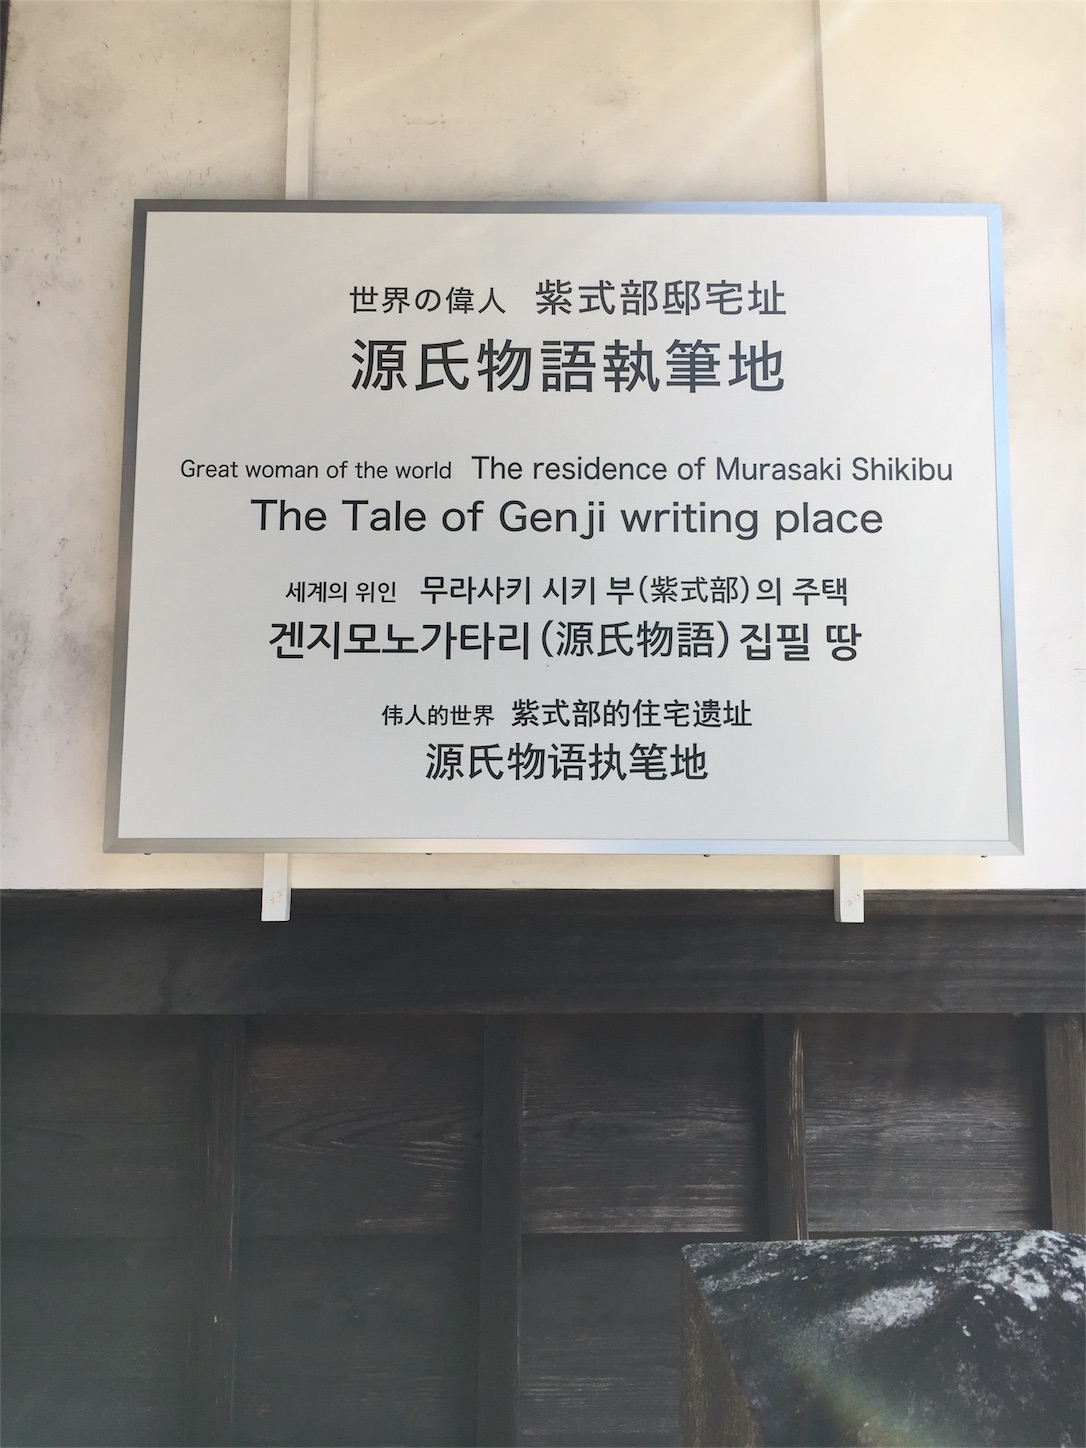 世界の偉人 紫式部邸宅址
源氏物語執筆地
Great woman of the world The residence of Murasaki Shikibu
The Tale of Genji writing place
세계의 위인 무라사키 시키 부(紫式部)의 주택
겐지모노가타리(源氏物語)집필 땅
伟人的世界 紫式部的住宅遗址
源氏物语执笔地